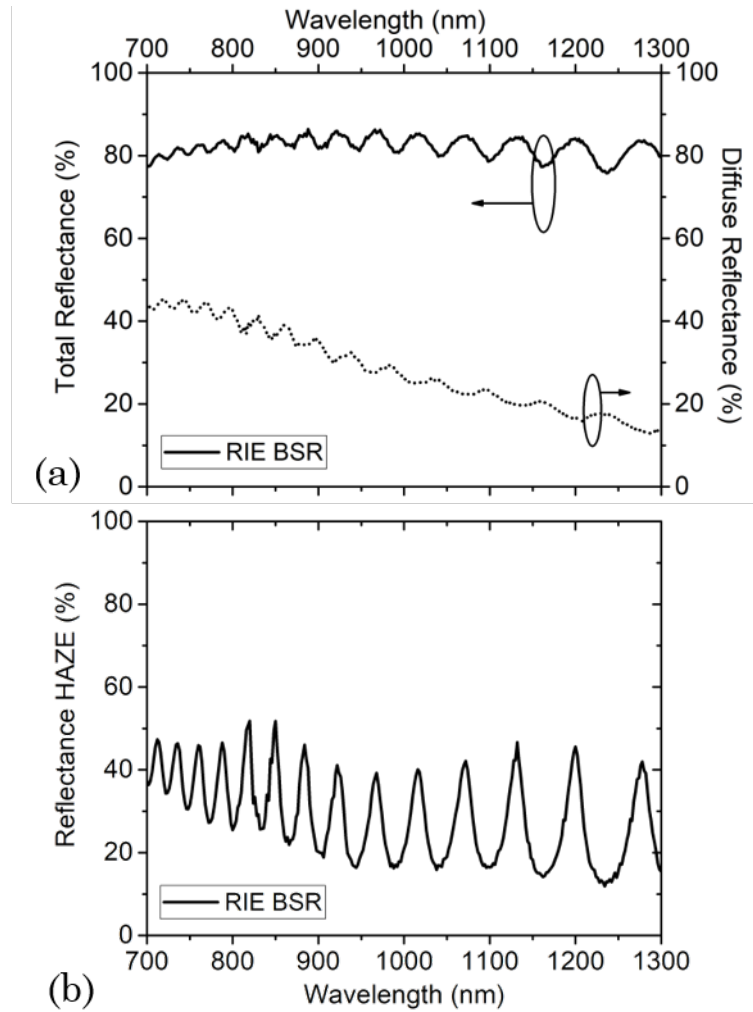 Wavelength (nm)
700 800 900 1000 1100 1200 1300
100 100
80 80
60 60
40 40
20 20
0 0
Total Reflectance (%)
Diffuse Reflectance (%)
RIE BSR
(a)
100
80
60
40
20
0
Reflectance HAZE (%)
RIE BSR
700 800 900 1000 1100 1200 1300
Wavelength (nm)
(b)